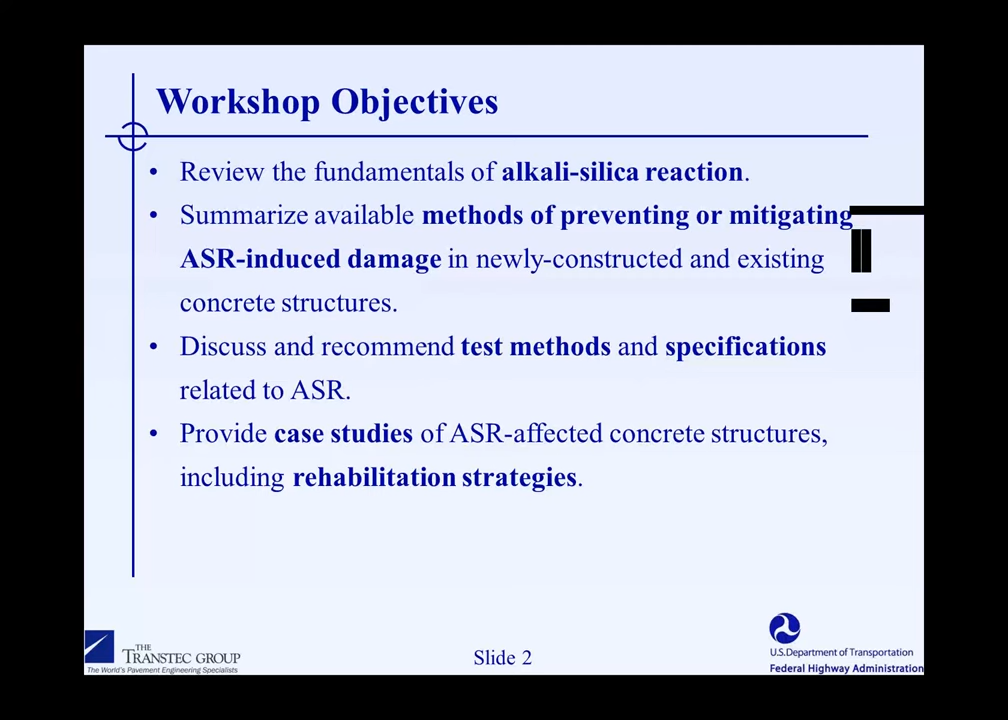 Workshop Objectives
• Review the fundamentals of alkali-silica reaction.
• Summarize available methods of preventing or mitigating
ASR-induced damage in newly-constructed and existing
concrete structures.
• Discuss and recommend test methods and specifications
related to ASR.
• Provide case studies of ASR-affected concrete structures,
including rehabilitation strategies.
THE
TRANSTEC GROUP
The World's Pavement Engineering Specialists
Slide 2
U.S.Department of Transportation
Federal Highway Administration